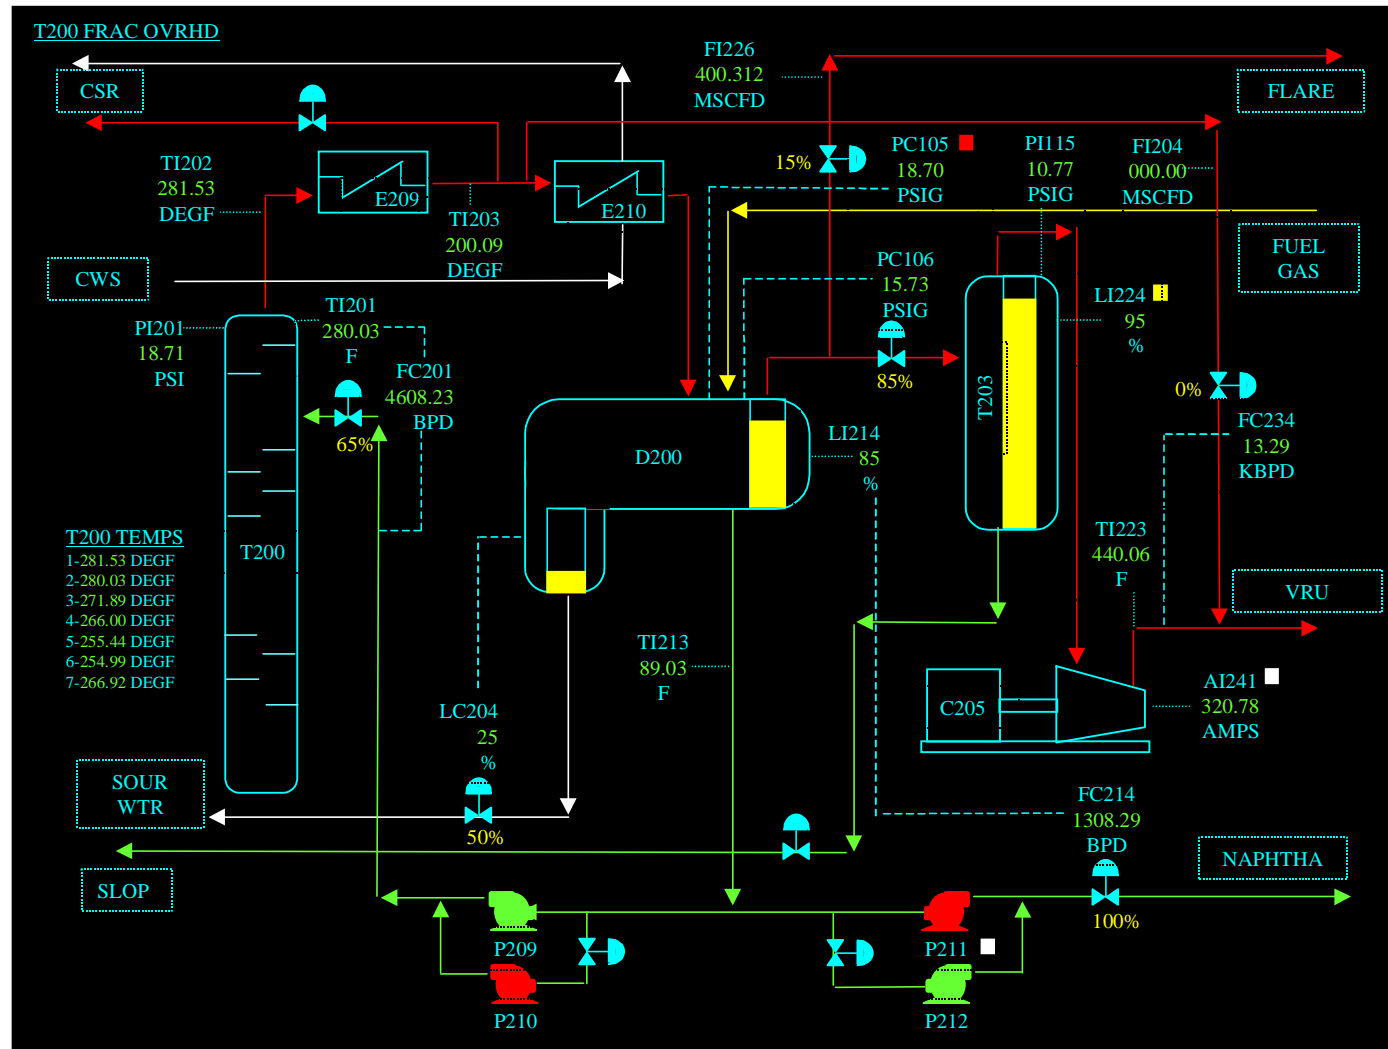 T200 FRAC OVRHD
CSR
FI226
400.312
MSCFD
FLARE
TI202
281.53
DEGF
E209
TI203
200.09
DEGF
E210
15%
PC105
18.70
PSIG
PI115
10.77
PSIG
FI204
000.00
MSCFD
CWS
PC106
15.73
PSIG
FUEL
GAS
PI201
18.71
PSI
TI201
280.03
F
FC201
4608.23
BPD
65%
85%
LI224
95
%
T203
0%
FC234
13.29
KBPD
D200
LI214
85
%
T200 TEMPS
1-281.53 DEGF
2-280.03 DEGF
3-271.89 DEGF
4-266.00 DEGF
5-255.44 DEGF
6-254.99 DEGF
7-266.92 DEGF
T200
TI223
440.06
F
VRU
TI213
89.03
F
LC204
25
%
C205
AI241
320.78
AMPS
SOUR
WTR
50%
FC214
1308.29
BPD
NAPHTHA
SLOP
100%
P209
P211
P210
P212